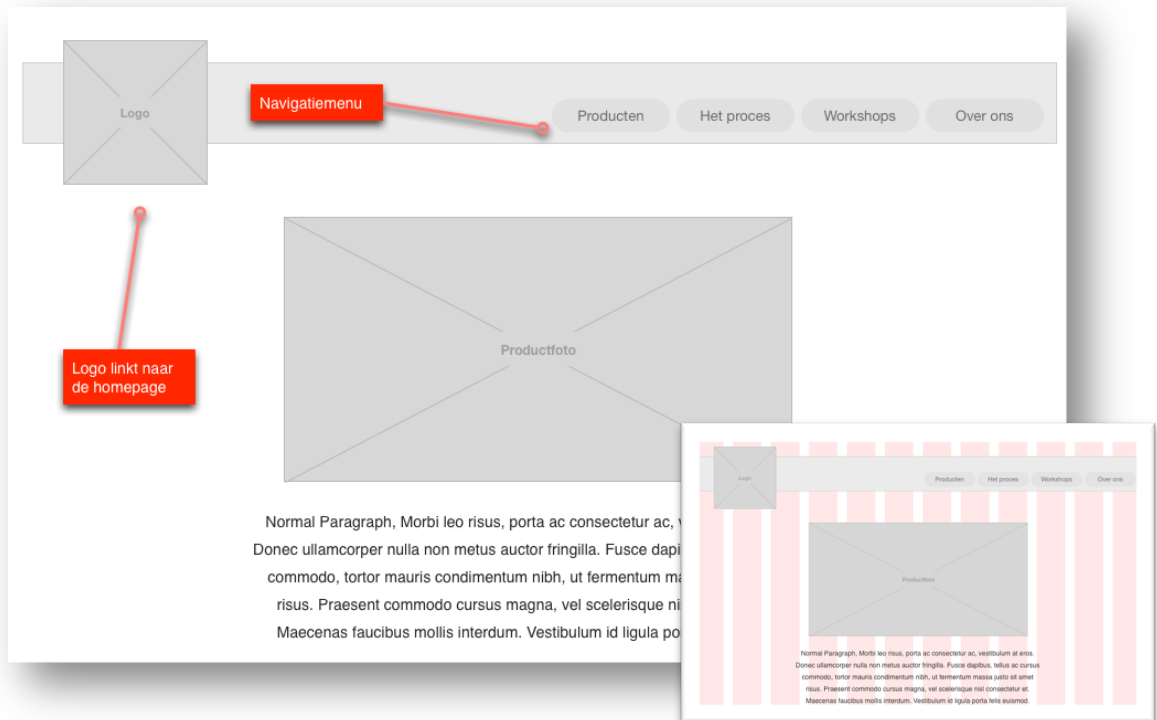 Logo
Navigatiemenu
Producten
Het proces
Workshops
Over ons
Logo linkt naar
de homepage
Productfoto
Normal Paragraph, Morbi leo risus, porta ac consectetur ac,
Donec ullamcorper nulla non metus auctor fringilla. Fusce dapi
commodo, tortor mauris condimentum nibh, ut fermentum ma
risus. Praesent commodo cursus magna, vel scelerisque ni
Maecenas faucibus mollis interdum. Vestibulum id ligula po
Logo
Producten
Het proces
Workshops
Over ons
Productfoto
Normal Paragraph, Morbi leo risus, porta ac consectetur ac, vestibulum at eros.
Donec ullamcorper nulla non metus auctor fringilla. Fusce dapibus, tellus ac cursus
commodo, tortor mauris condimentum nibh, ut fermentum massa justo sit amet
risus. Praesent commodo cursus magna, vel scelerisque nisl consectetur et.
Maecenas faucibus mollis interdum. Vestibulum id ligula porta felis euismod.